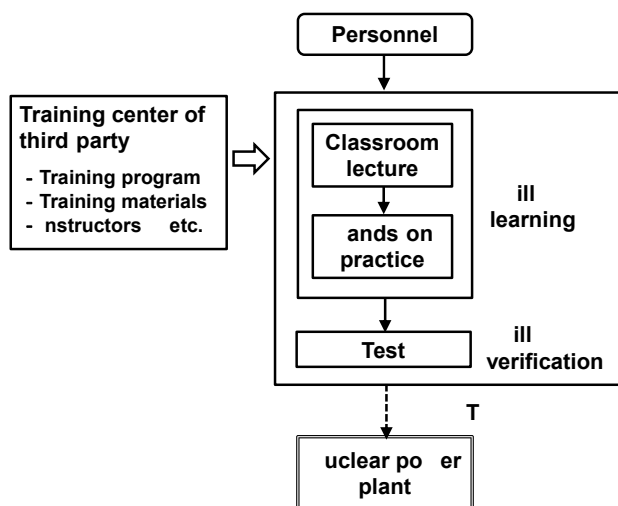 Personnel
Training center of
third party
- Training program
- Training materials
- nstructors etc.
Classroom
lecture
ands on
practice
ill
learning
Test
ill
verification
T
uclear po er
plant